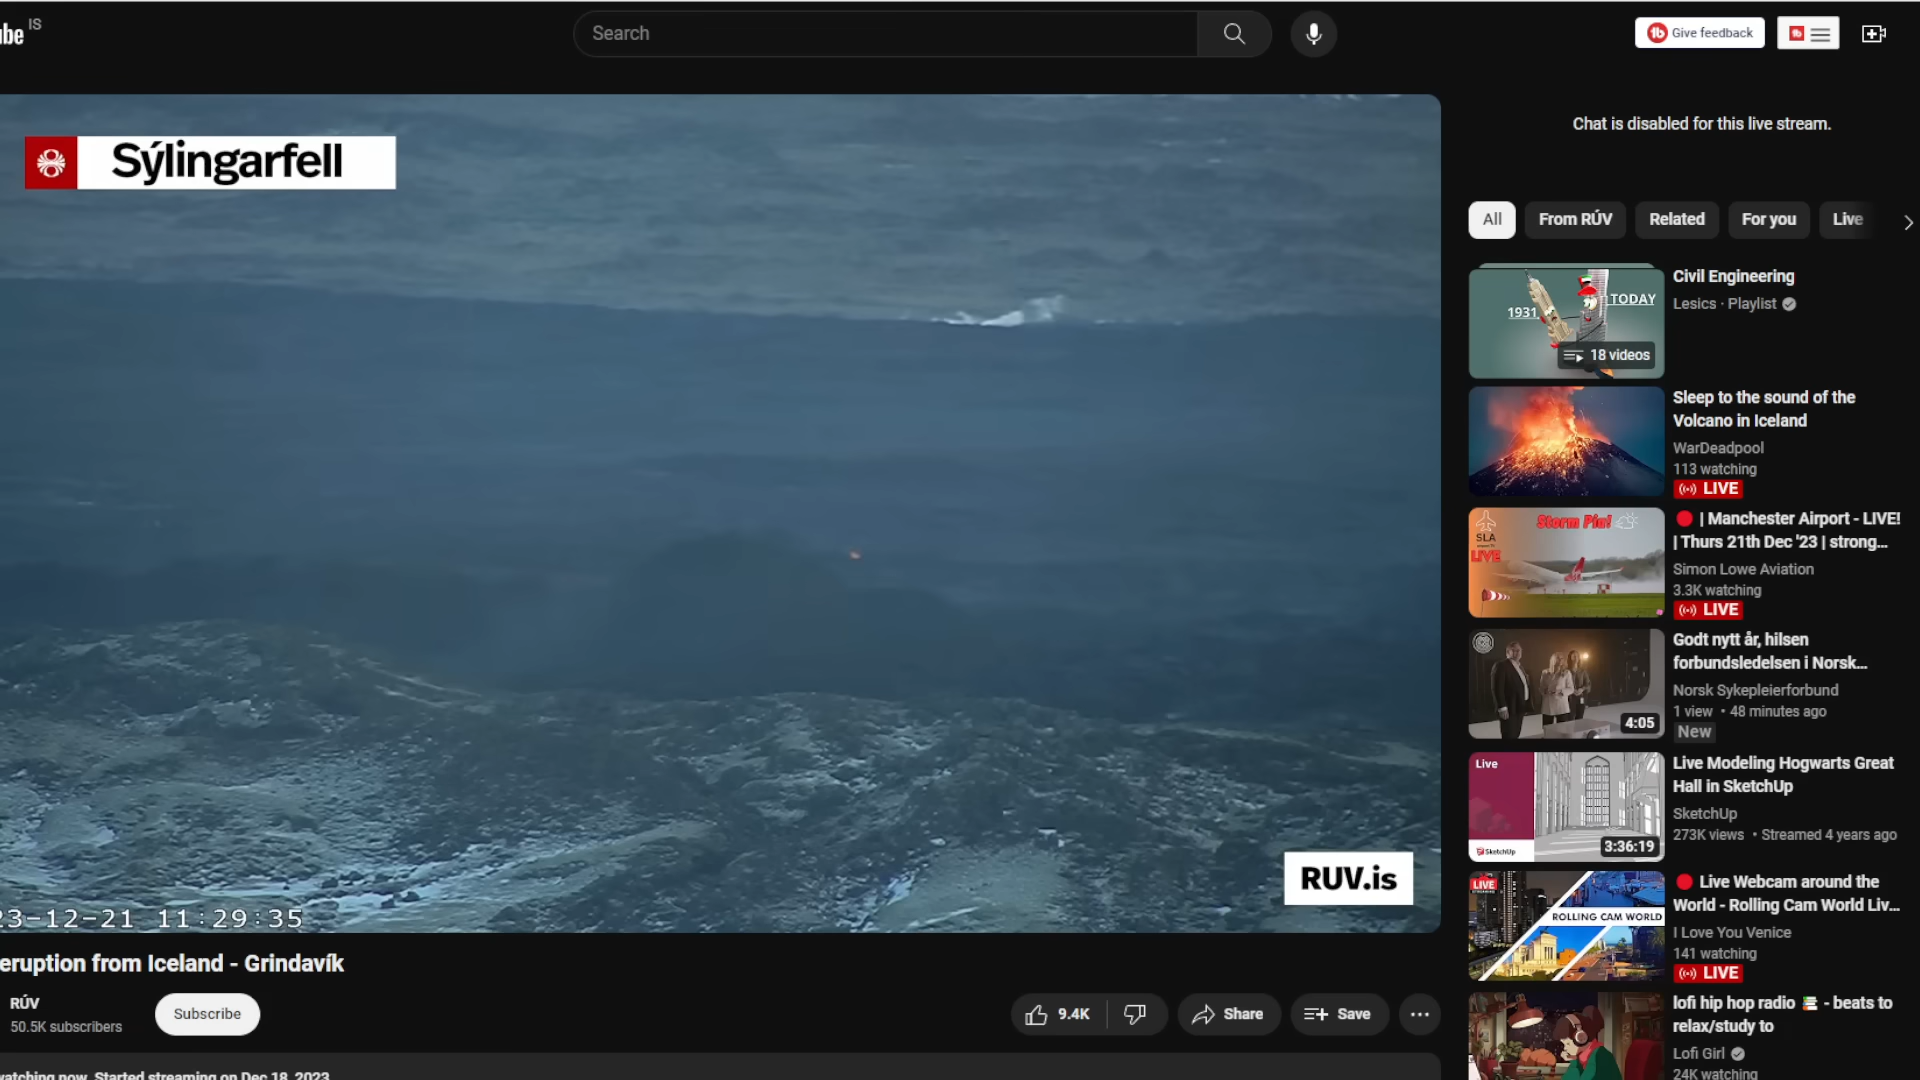 be IS
Search
Give feedback
Sýlingarfell
RUV.is
23-12-21 11:29:35
eruption from Iceland - Grindavík
RÚV
50.5K subscribers
Subscribe
9.4K
Share
Save
watching now Started streaming on Dec 18, 2023
Chat is disabled for this live stream.
All
From RÚV
Related
For you
Live
1931
TODAY
18 videos
Civil Engineering
Lesics · Playlist
Sleep to the sound of the
Volcano in Iceland
WarDeadpool
113 watching
LIVE
Storm Pia!
SLA
LIVE
| Manchester Airport - LIVE!
| Thurs 21th Dec '23 | strong...
Simon Lowe Aviation
3.3K watching
LIVE
4:05
Godt nytt år, hilsen
forbundsledelsen i Norsk...
Norsk Sykepleierforbund
1 view • 48 minutes ago
New
Live
SketchUp
3:36:19
Live Modeling Hogwarts Great
Hall in SketchUp
SketchUp
273K views • Streamed 4 years ago
LIVE
ROLLING CAM WORLD
Live Webcam around the
World - Rolling Cam World Liv...
I Love You Venice
141 watching
LIVE
lofi hip hop radio - beats to
relax/study to
Lofi Girl
24K watching